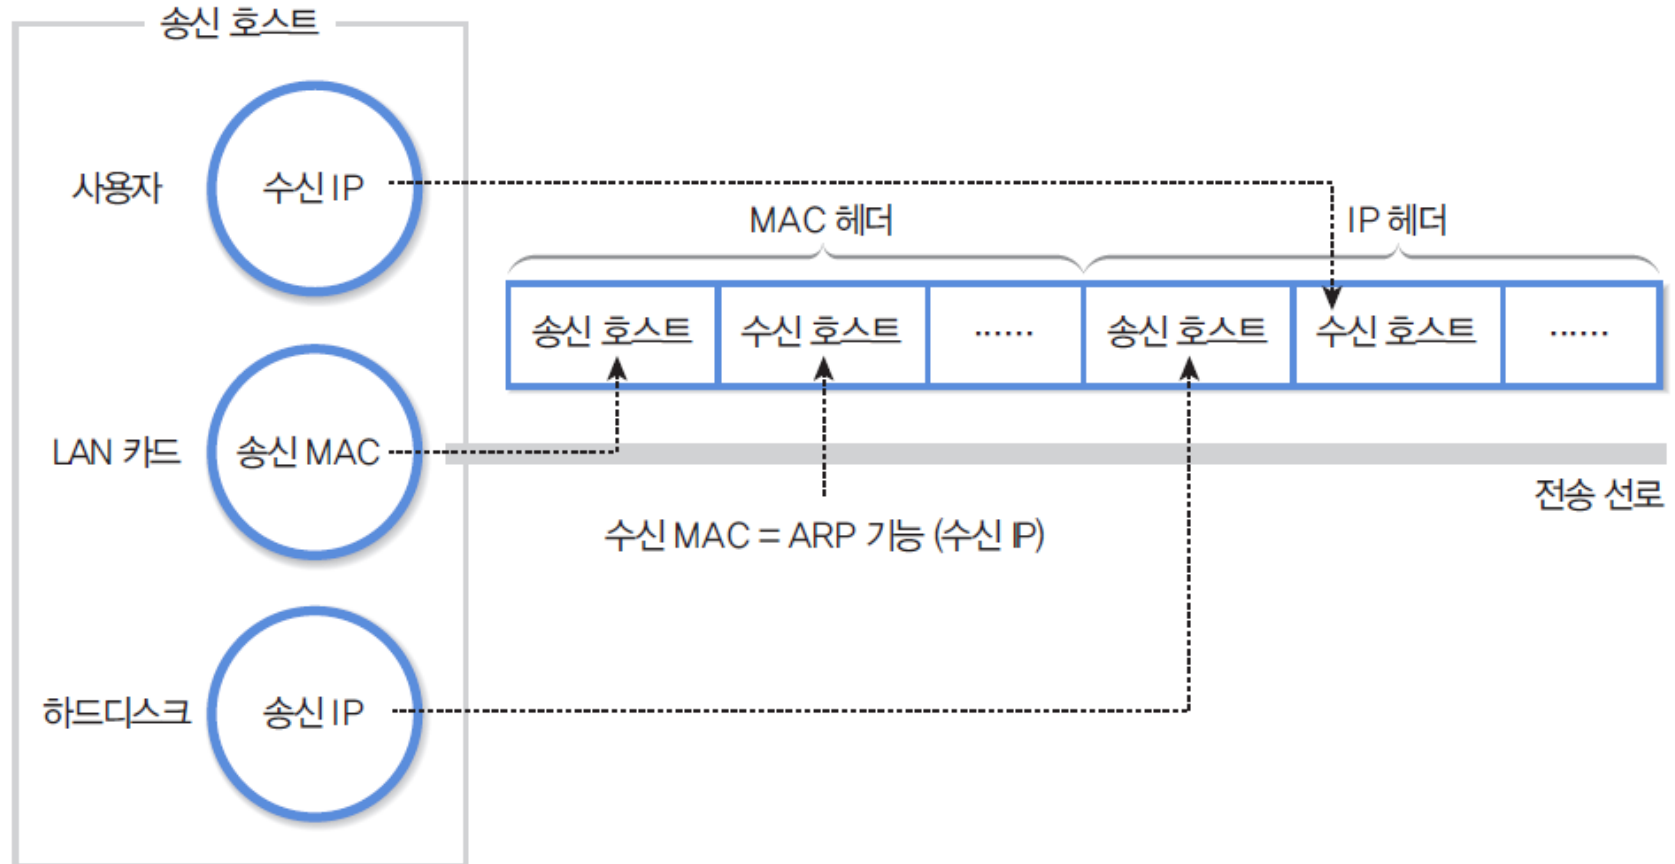 송신 호스트
사용자
수신 IP
MAC 헤더
IP 헤더
송신 호스트
수신 호스트
······
송신 호스트
수신 호스트
······
LAN 카드
송신 MAC
전송 선로
수신 MAC = ARP 기능 (수신 IP)
하드디스크
송신 IP